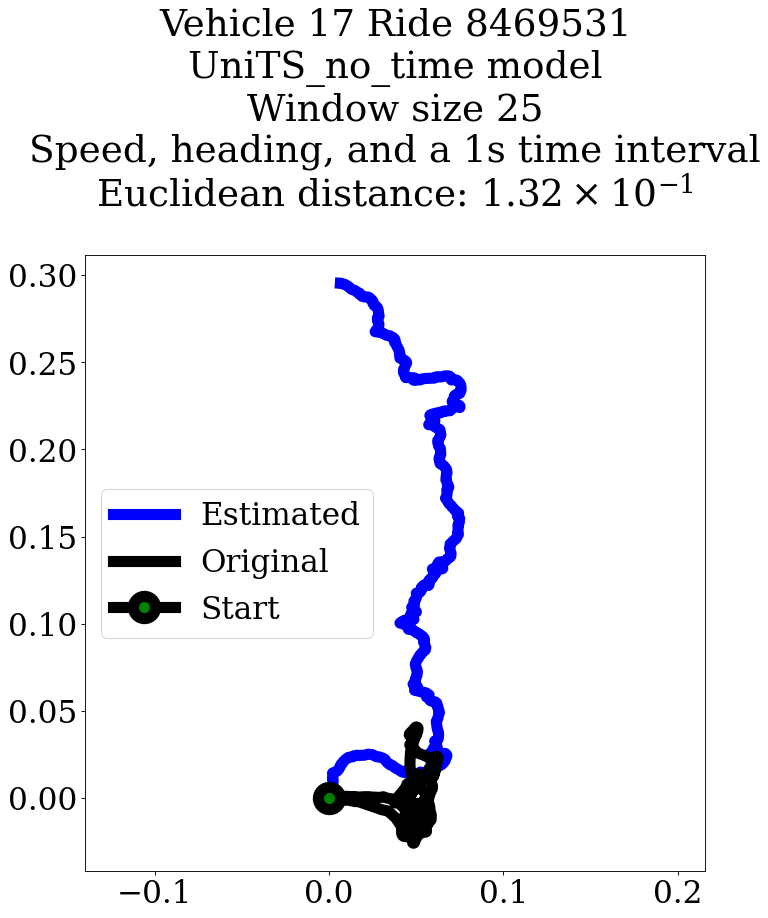 Vehicle 17 Ride 8469531
UniTS_no_time model
Window size 25
Speed, heading, and a 1s time interval
Euclidean distance: 1.32 × 10⁻¹
0.30
0.25
0.20
0.15
0.10
0.05
0.00
Estimated
Original
Start
−0.1
0.0
0.1
0.2